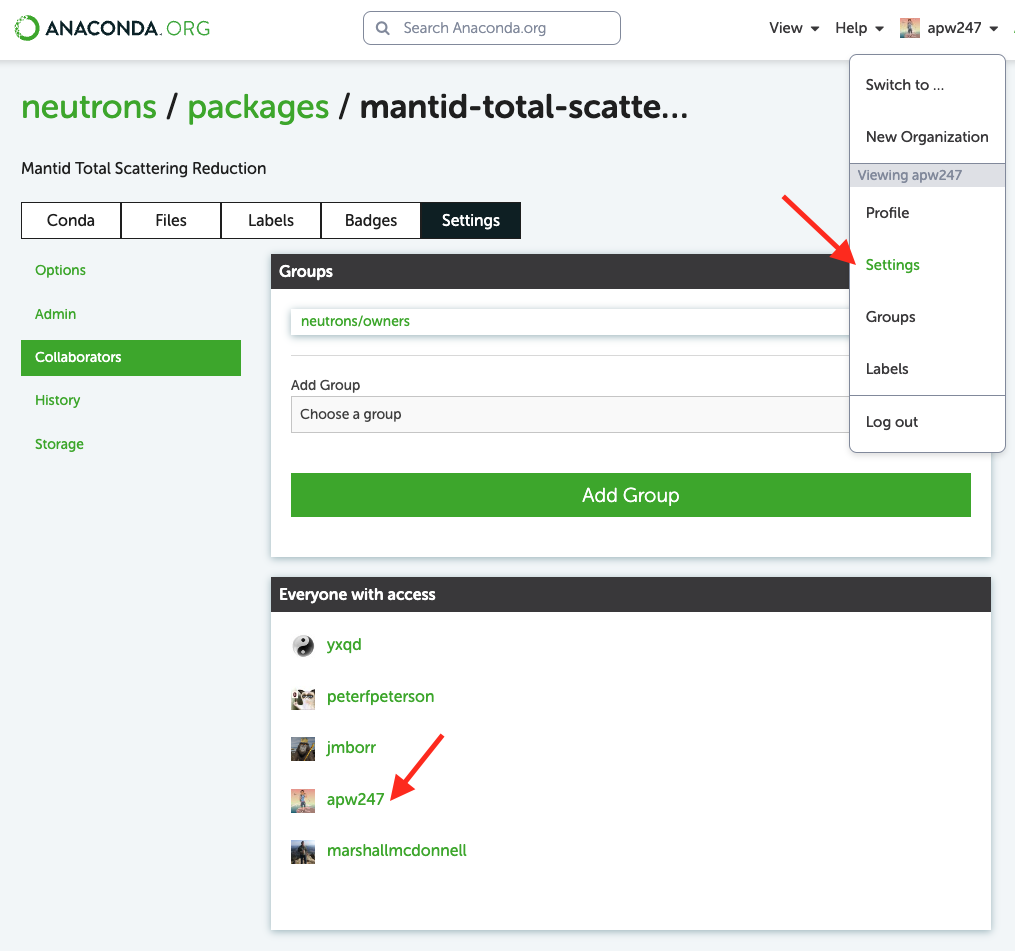 ANACONDA.ORG
Search Anaconda.org
View
Help
apw247
Switch to ...
New Organization
Viewing apw247
Profile
Settings
Groups
Labels
Log out
neutrons / packages / mantid-total-scatte...
Mantid Total Scattering Reduction
Conda
Files
Labels
Badges
Settings
Options
Admin
Collaborators
History
Storage
Groups
neutrons/owners
Add Group
Choose a group
Add Group
Everyone with access
yxqd
peterfpeterson
jmborr
apw247
marshallmcdonnell